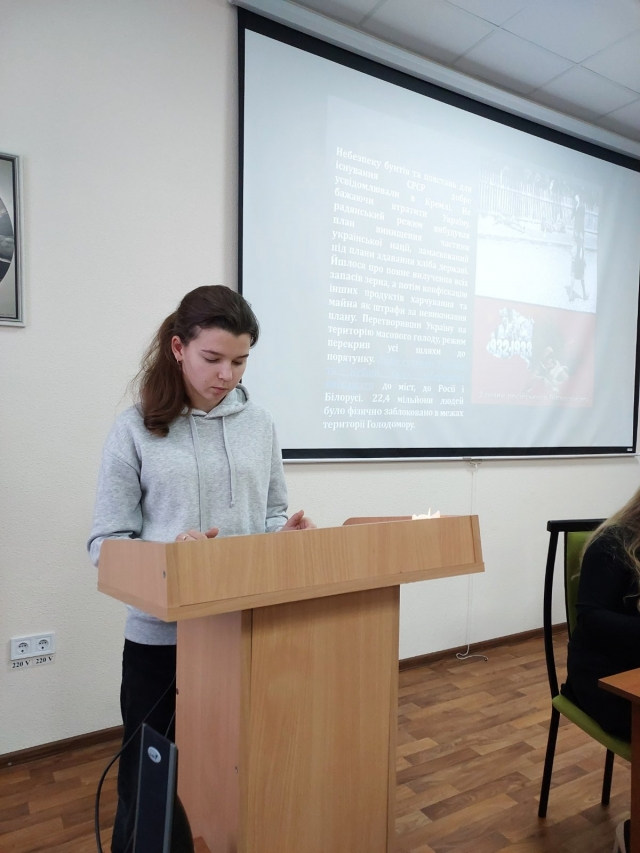 Небезпеку бунтів та повстань для
існування СРСР добре
усвідомлювали в Кремлі. Не
бажаючи втратити Україну,
радянський режим вибудував
план винищення частини
української нації, замаскований
під плани здавання хліба державі.
Йшлося про повне вилучення всіх
запасів зерна, а потім конфіскацію
інших продуктів харчування та
майна як штрафів за невиконання
плану. Перетворивши Україну на
територію масового голоду, режим
перекрив усі шляхи до
порятунку.
до міст, до Росії і
Білорусі. 22,4 мільйони людей
було фізично заблоковано в межах
території Голодомору.
220 V 220 V